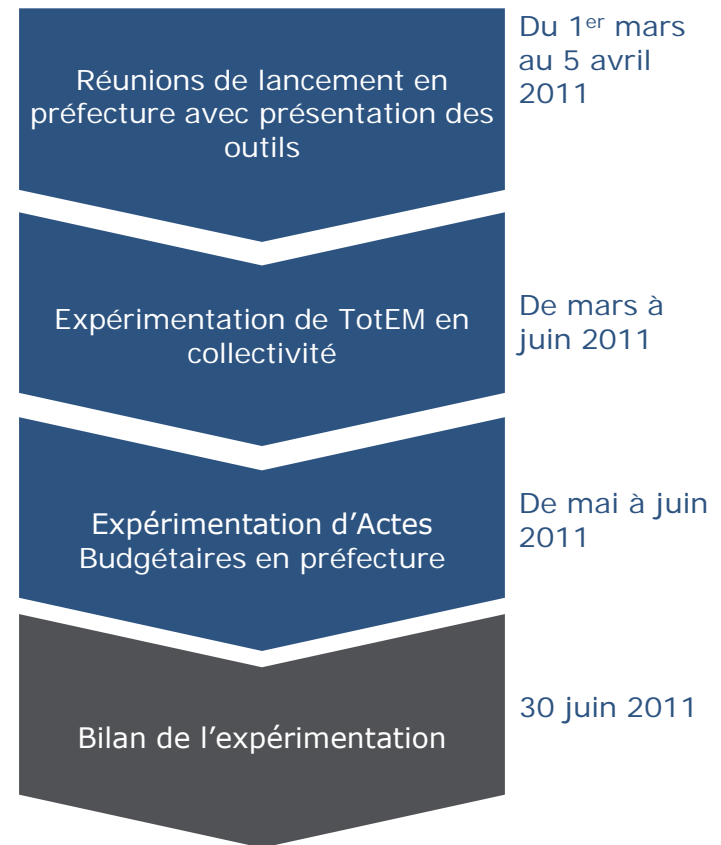 Réunions de lancement en
préfecture avec présentation des
outils
Du 1er mars
au 5 avril
2011
Expérimentation de TotEM en
collectivité
De mars à
juin 2011
Expérimentation d’Actes
Budgétaires en préfecture
De mai à juin
2011
Bilan de l’expérimentation
30 juin 2011